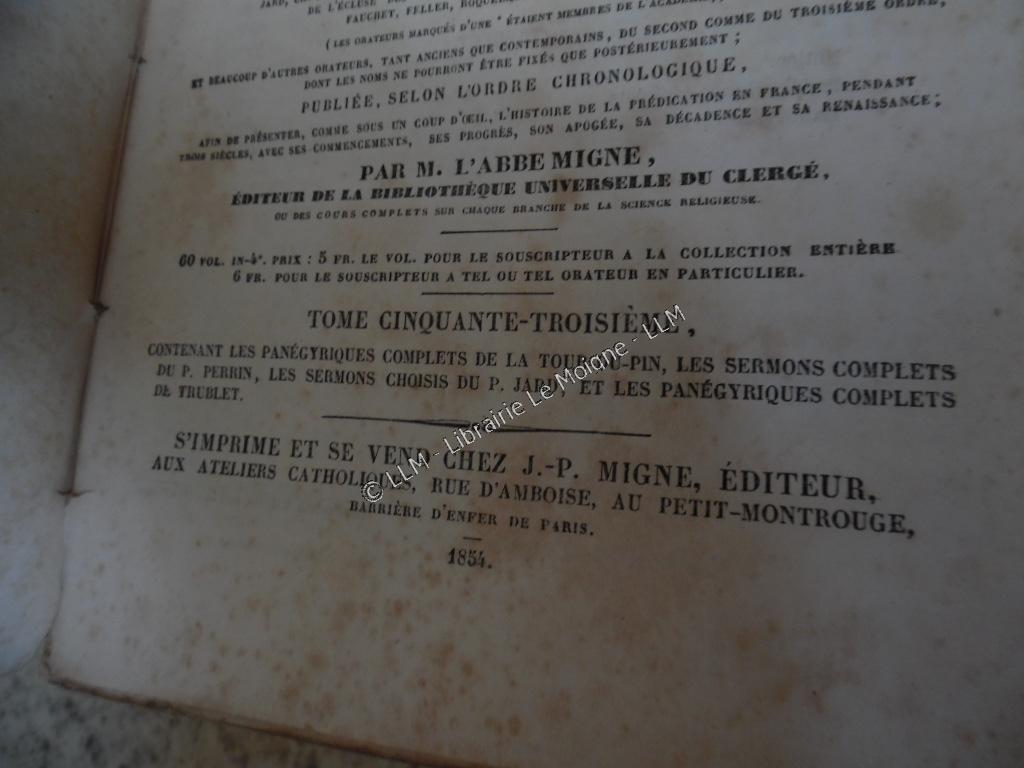 DE L'ÉCLUSE
FAUCHET, FELLER,
( LES ORATEURS MARQUÉS D'UNE * ÉTAIENT MEMBRES DE L'ACADÉMIE
ET BEAUCOUP D'AUTRES ORATEURS, TANT ANCIENS QUE CONTEMPORAINS, DU SECOND COMME DU TROISIÈME ORDRE,
DONT LES NOMS NE POURRONT ÊTRE FIXÉS QUE POSTÉRIEUREMENT ;
PUBLIÉE, SELON L'ORDRE CHRONOLOGIQUE,
AFIN DE PRÉSENTER, COMME SOUS UN COUP D'ŒIL, L'HISTOIRE DE LA PRÉDICATION EN FRANCE, PENDANT
TROIS SIÈCLES, AVEC SES COMMENCEMENTS, SES PROGRÈS, SON APOGÉE, SA DÉCADENCE ET SA RENAISSANCE ;
PAR M. L'ABBE MIGNE,
ÉDITEUR DE LA BIBLIOTHÈQUE UNIVERSELLE DU CLERGÉ,
OU DES COURS COMPLETS SUR CHAQUE BRANCHE DE LA SCIENCE RELIGIEUSE.
60 VOL. IN-4°. PRIX : 5 FR. LE VOL. POUR LE SOUSCRIPTEUR A LA COLLECTION ENTIÈRE
6 FR. POUR LE SOUSCRIPTEUR A TEL OU TEL ORATEUR EN PARTICULIER.
TOME CINQUANTE-TROISIÈME,
CONTENANT LES PANÉGYRIQUES COMPLETS DE LA TOUR-DU-PIN, LES SERMONS COMPLETS
DU P. PERRIN, LES SERMONS CHOISIS DU P. JARD, ET LES PANÉGYRIQUES COMPLETS
DE TRUBLET.
S'IMPRIME ET SE VEND CHEZ J.-P. MIGNE, ÉDITEUR,
AUX ATELIERS CATHOLIQUES, RUE D'AMBOISE, AU PETIT-MONTROUGE,
BARRIÈRE D'ENFER DE PARIS.
1854.
© LLM - Librairie Le Moigne - LLM